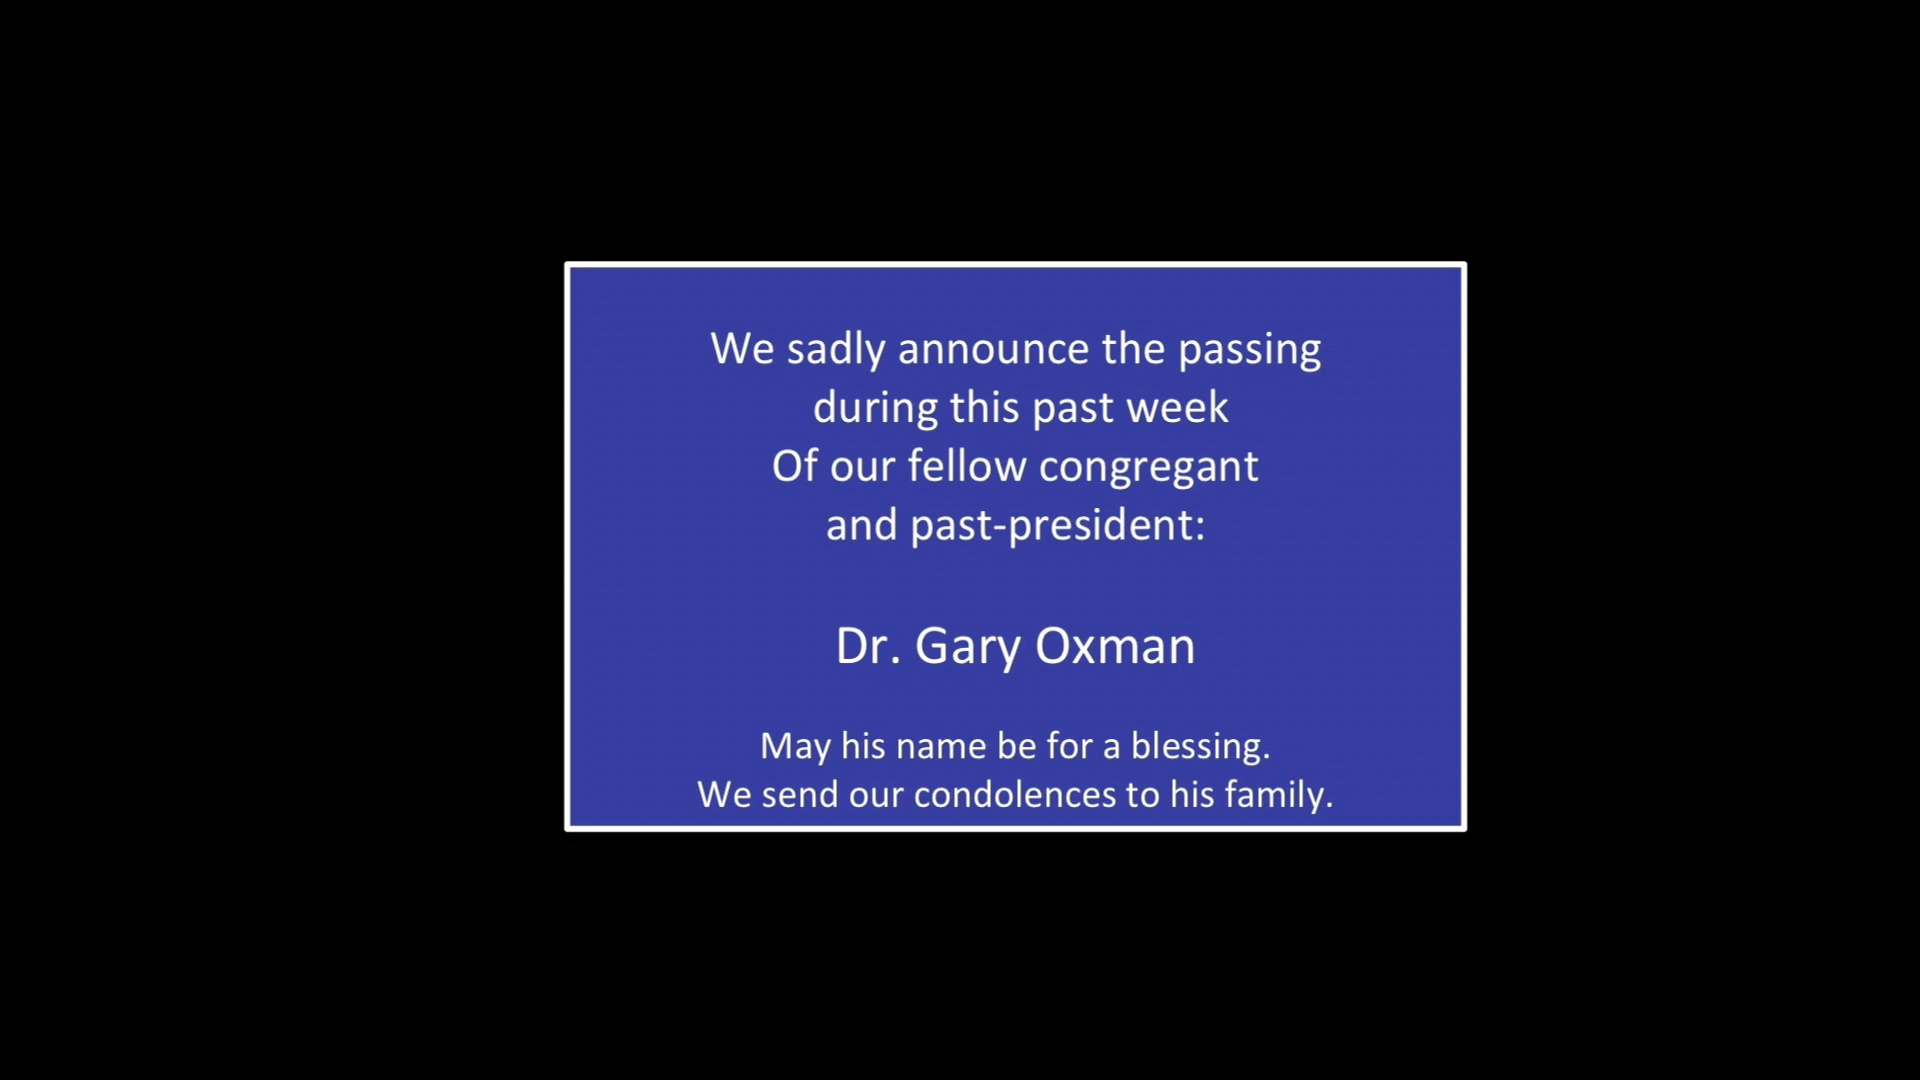 We sadly announce the passing
during this past week
Of our fellow congregant
and past-president:
Dr. Gary Oxman
May his name be for a blessing.
We send our condolences to his family.